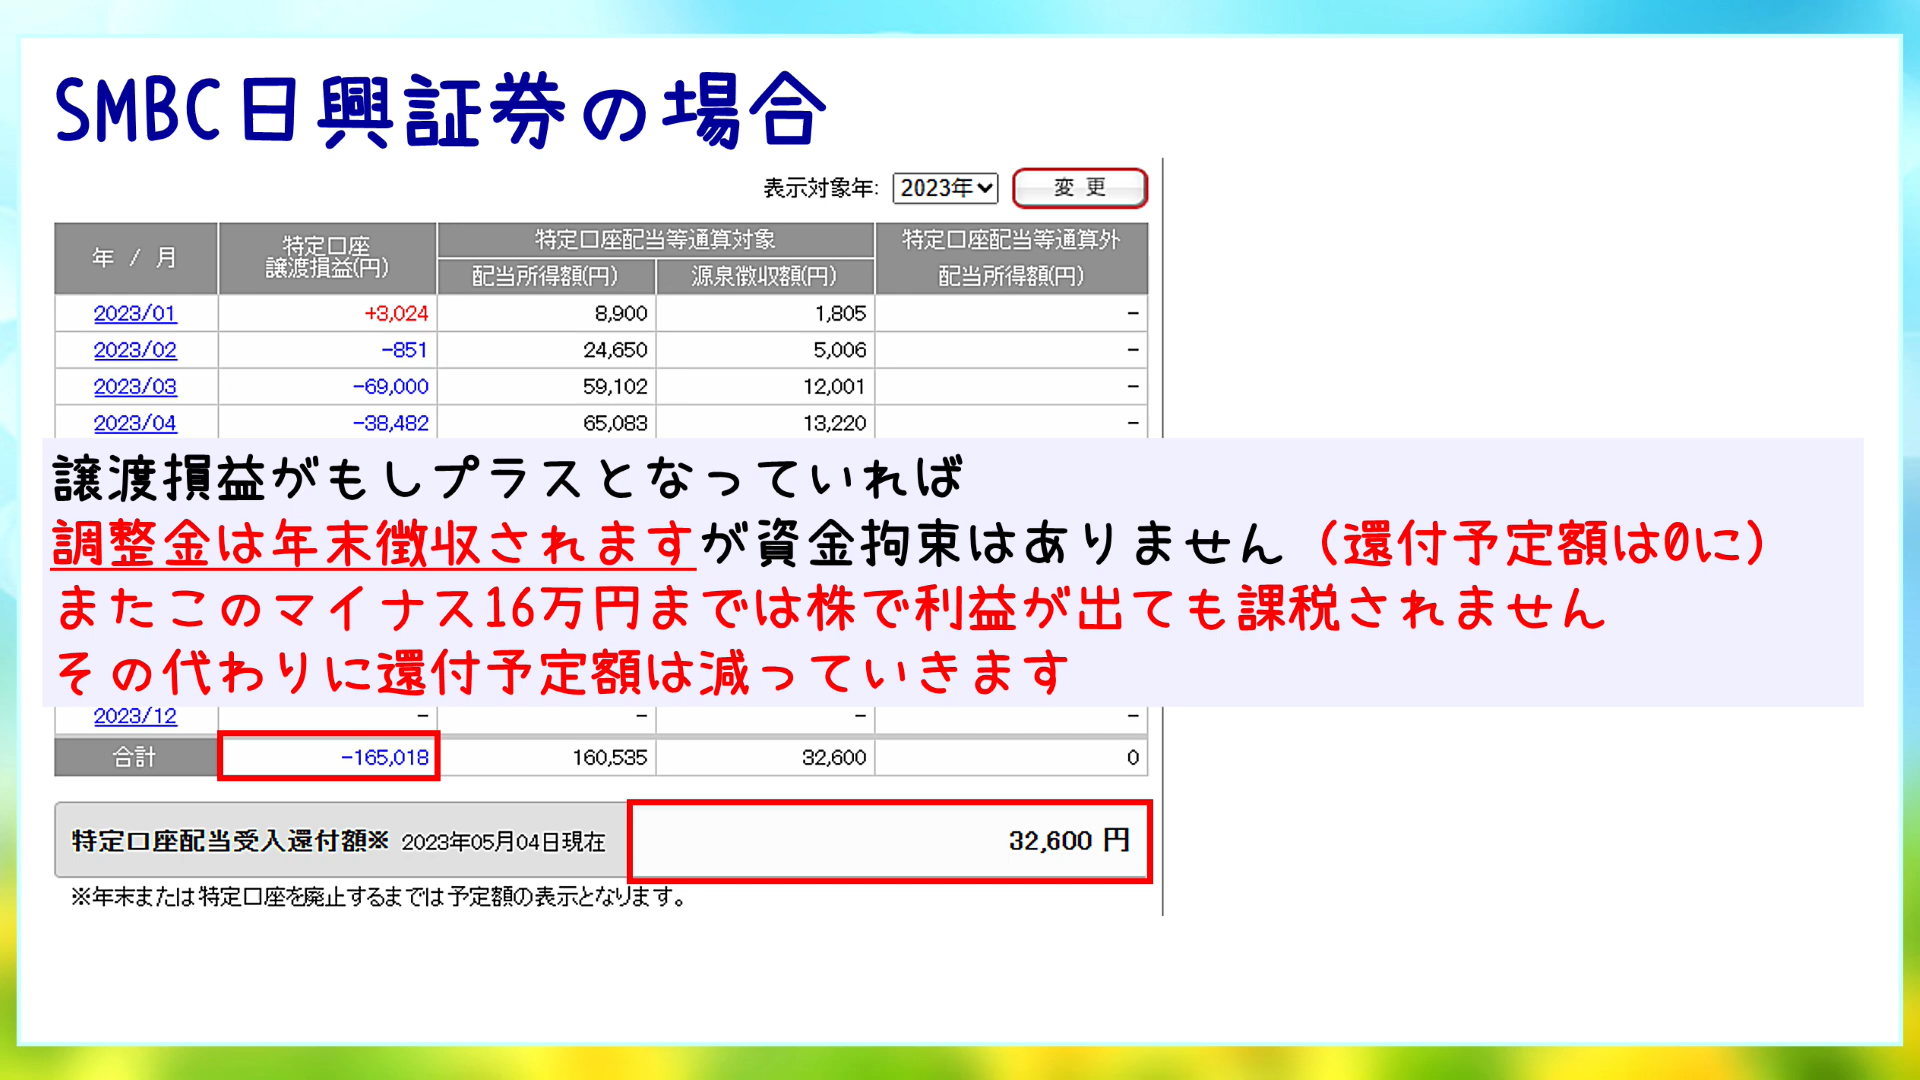 SMBC日興証券の場合
表示対象年: 2023年 変更
年 / 月 特定口座譲渡損益(円) 特定口座配当等通算対象 特定口座配当等通算外
配当所得額(円) 源泉徴収額(円) 配当所得額(円)
2023/01 +3,024 8,900 1,805 −
2023/02 −851 24,650 5,006 −
2023/03 −69,000 59,102 12,001 −
2023/04 −38,482 65,083 13,220 −
譲渡損益がもしプラスとなっていれば
調整金は年末徴収されますが資金拘束はありません（還付予定額は0に）
またこのマイナス16万円までは株で利益が出ても課税されません
その代わりに還付予定額は減っていきます
2023/12 − − − −
合計 −165,018 160,535 32,600 0
特定口座配当受入還付額※ 2023年05月04日現在 32,600 円
※年末または特定口座を廃止するまでは予定額の表示となります。